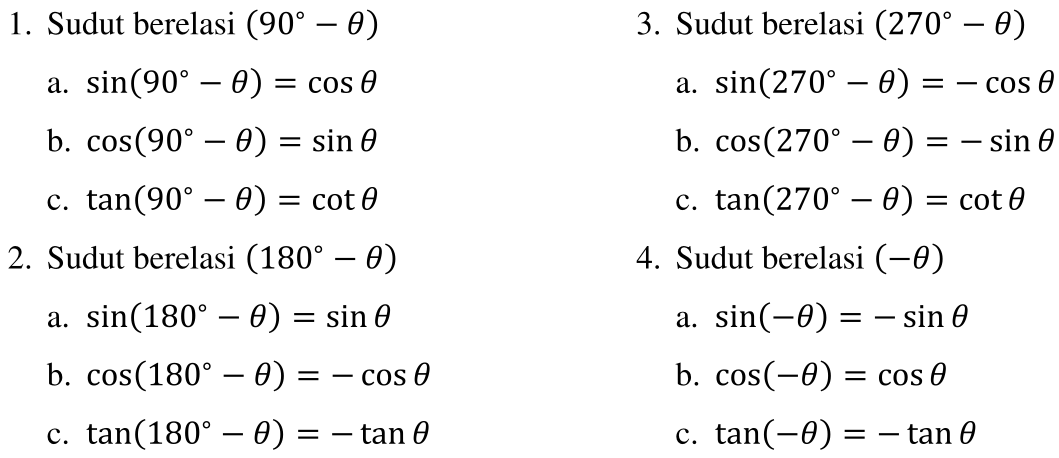 1. Sudut berelasi (90° − θ)
a. sin(90° − θ) = cos θ
b. cos(90° − θ) = sin θ
c. tan(90° − θ) = cot θ
2. Sudut berelasi (180° − θ)
a. sin(180° − θ) = sin θ
b. cos(180° − θ) = − cos θ
c. tan(180° − θ) = − tan θ
3. Sudut berelasi (270° − θ)
a. sin(270° − θ) = − cos θ
b. cos(270° − θ) = − sin θ
c. tan(270° − θ) = cot θ
4. Sudut berelasi (−θ)
a. sin(−θ) = − sin θ
b. cos(−θ) = cos θ
c. tan(−θ) = − tan θ